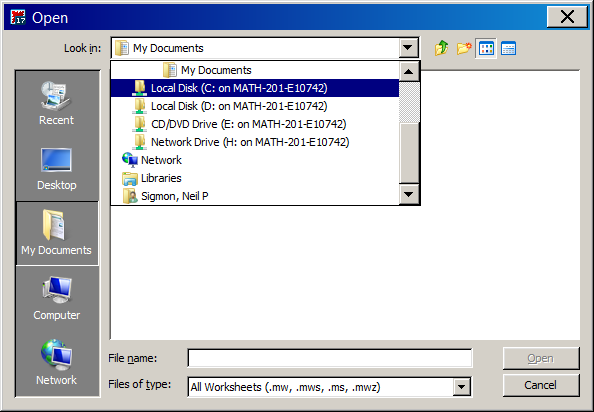 17
Open
Look in:
My Documents
My Documents
Local Disk (C: on MATH-201-E10742)
Local Disk (D: on MATH-201-E10742)
CD/DVD Drive (E: on MATH-201-E10742)
Network Drive (H: on MATH-201-E10742)
Network
Libraries
Sigmon, Neil P
Recent
Desktop
My Documents
Computer
Network
File name:
Open
Files of type:
All Worksheets (.mw, .mws, .ms, .mwz)
Cancel